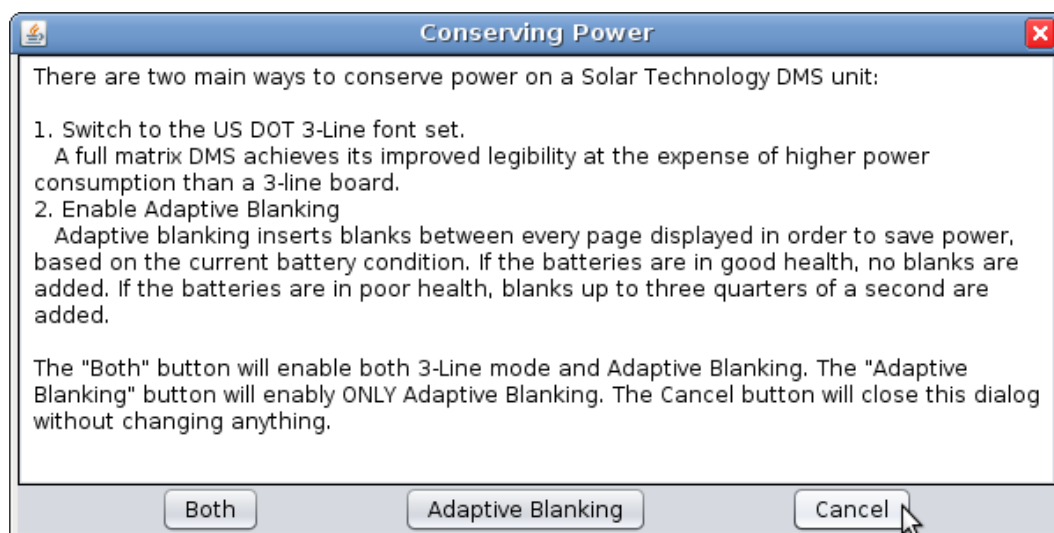 Conserving Power
There are two main ways to conserve power on a Solar Technology DMS unit:
1. Switch to the US DOT 3-Line font set.
A full matrix DMS achieves its improved legibility at the expense of higher power
consumption than a 3-line board.
2. Enable Adaptive Blanking
Adaptive blanking inserts blanks between every page displayed in order to save power,
based on the current battery condition. If the batteries are in good health, no blanks are
added. If the batteries are in poor health, blanks up to three quarters of a second are
added.
The "Both" button will enable both 3-Line mode and Adaptive Blanking. The "Adaptive
Blanking" button will enably ONLY Adaptive Blanking. The Cancel button will close this dialog
without changing anything.
Both Adaptive Blanking Cancel